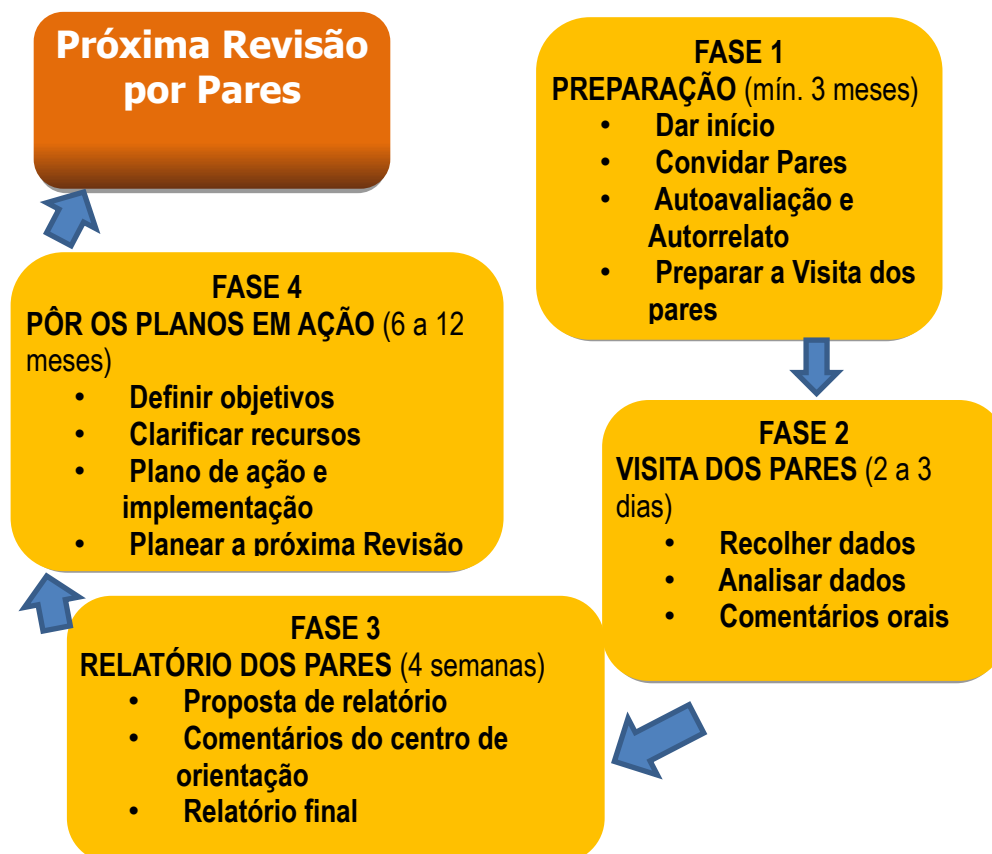 Próxima Revisão
por Pares
FASE 1
PREPARAÇÃO (mín. 3 meses)
• Dar início
• Convidar Pares
• Autoavaliação e
Autorrelato
• Preparar a Visita dos
pares
FASE 2
VISITA DOS PARES (2 a 3
dias)
• Recolher dados
• Analisar dados
• Comentários orais
FASE 3
RELATÓRIO DOS PARES (4 semanas)
• Proposta de relatório
• Comentários do centro de
orientação
• Relatório final
FASE 4
PÔR OS PLANOS EM AÇÃO (6 a 12
meses)
• Definir objetivos
• Clarificar recursos
• Plano de ação e
implementação
• Planear a próxima Revisão